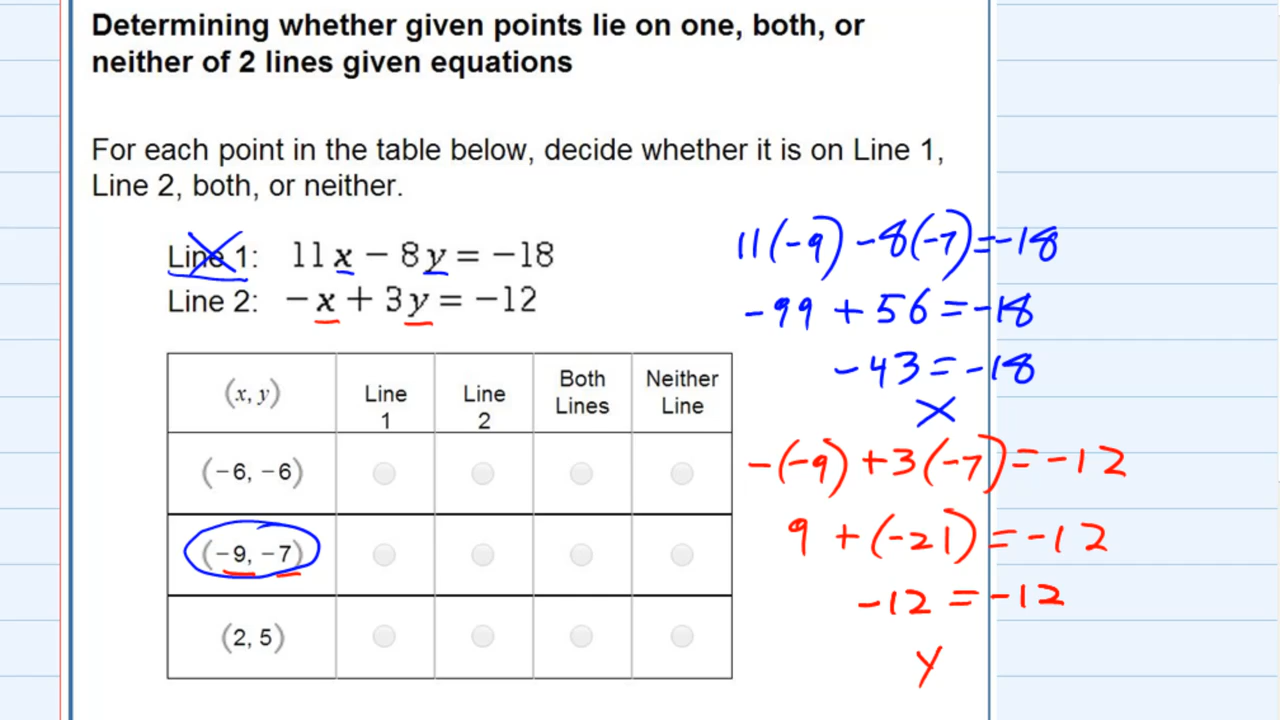 Determining whether given points lie on one, both, or
neither of 2 lines given equations
For each point in the table below, decide whether it is on Line 1,
Line 2, both, or neither.
Line 1: 11x − 8y = −18
Line 2: −x + 3y = −12
(x, y) Line 1 Line 2 Both Lines Neither Line
(−6, −6)
(−9, −7)
(2, 5)
11(-9) -8(-7)=-18
-99 + 56 = -18
-43 = -18
X
-(-9) +3(-7)=-12
9 + (-21) = -12
-12 = -12
y